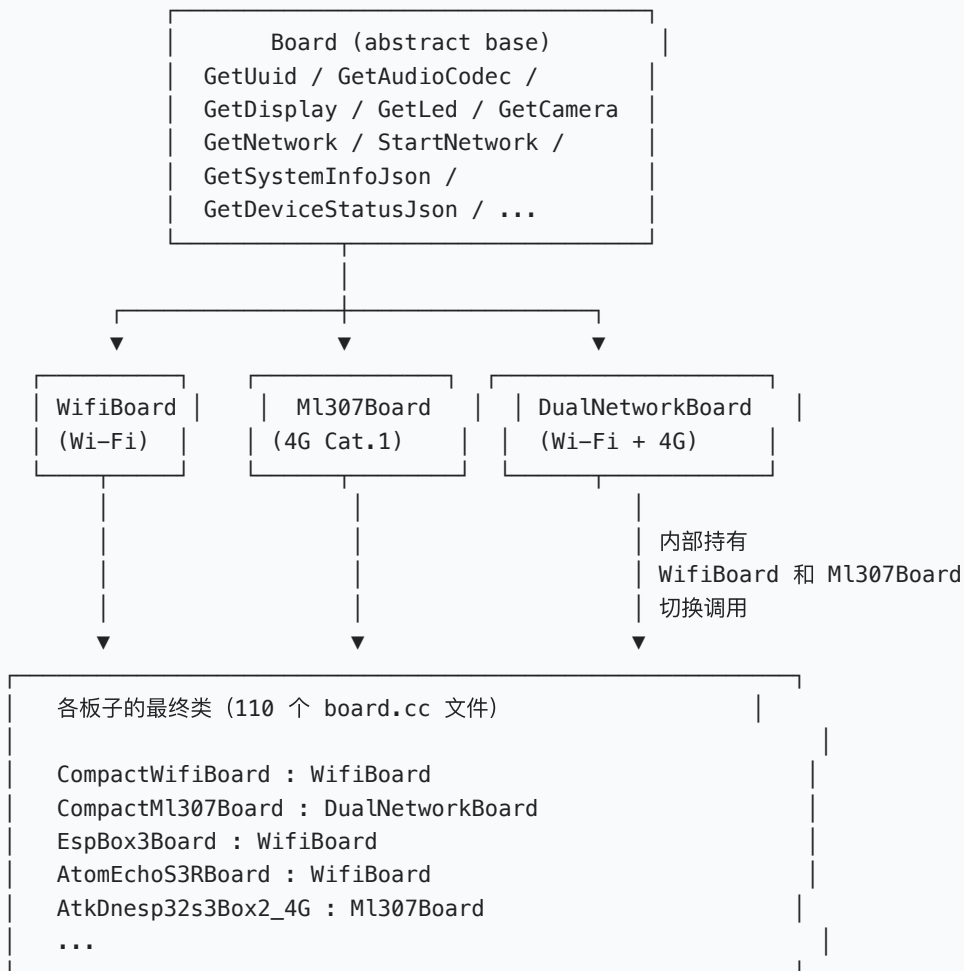 Board (abstract base)
GetUuid / GetAudioCodec /
GetDisplay / GetLed / GetCamera
GetNetwork / StartNetwork /
GetSystemInfoJson /
GetDeviceStatusJson / ...
WifiBoard Ml307Board DualNetworkBoard
(Wi-Fi) (4G Cat.1) (Wi-Fi + 4G)
内部持有
WifiBoard 和 Ml307Board
切换调用
各板子的最终类（110 个 board.cc 文件）
CompactWifiBoard : WifiBoard
CompactMl307Board : DualNetworkBoard
EspBox3Board : WifiBoard
AtomEchoS3RBoard : WifiBoard
AtkDnesp32s3Box2_4G : Ml307Board
...